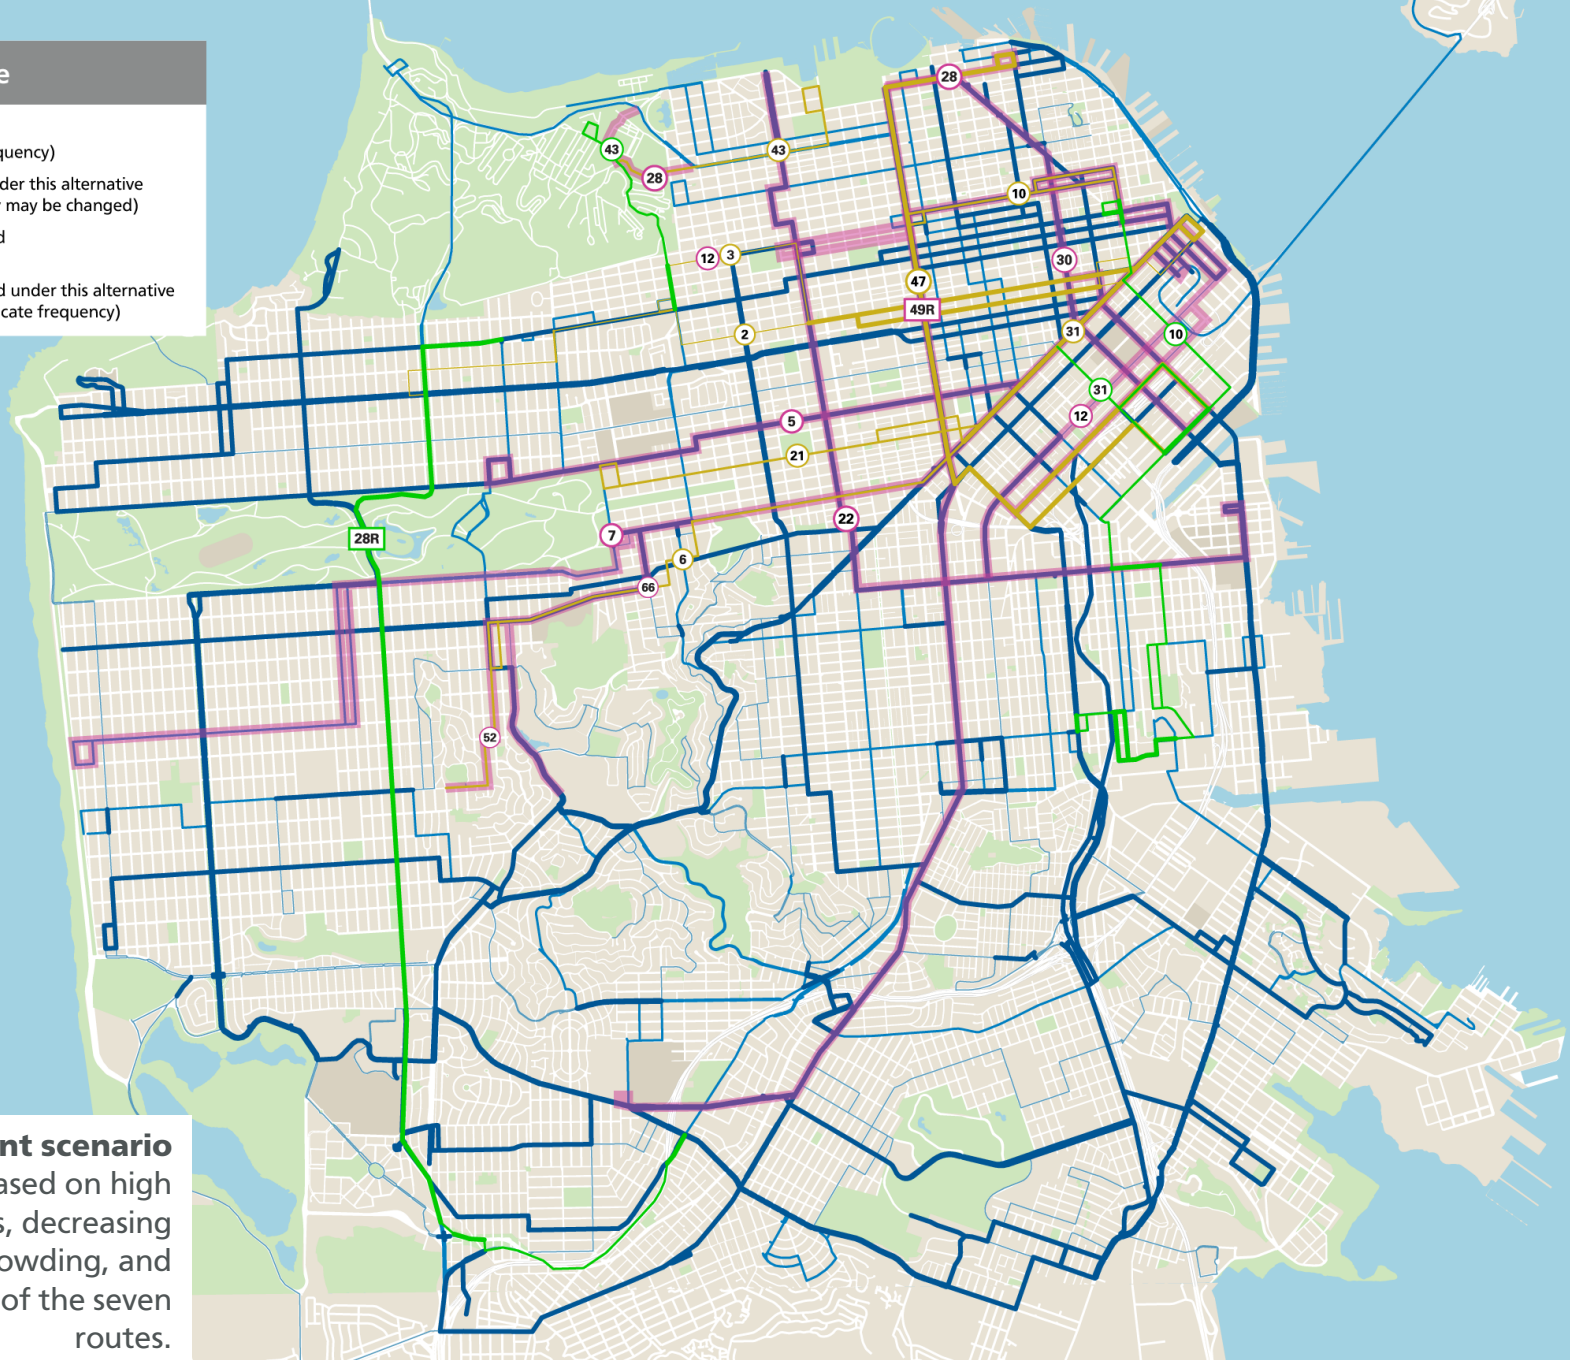 e
quency)
der this alternative
may be changed)
d
d under this alternative
cate frequency)
28
43
43
28
10
12
3
30
47
49R
2
31
10
31
12
5
21
22
28R
7
6
66
52
nt scenario
ased on high
s, decreasing
owding, and
of the seven
routes.